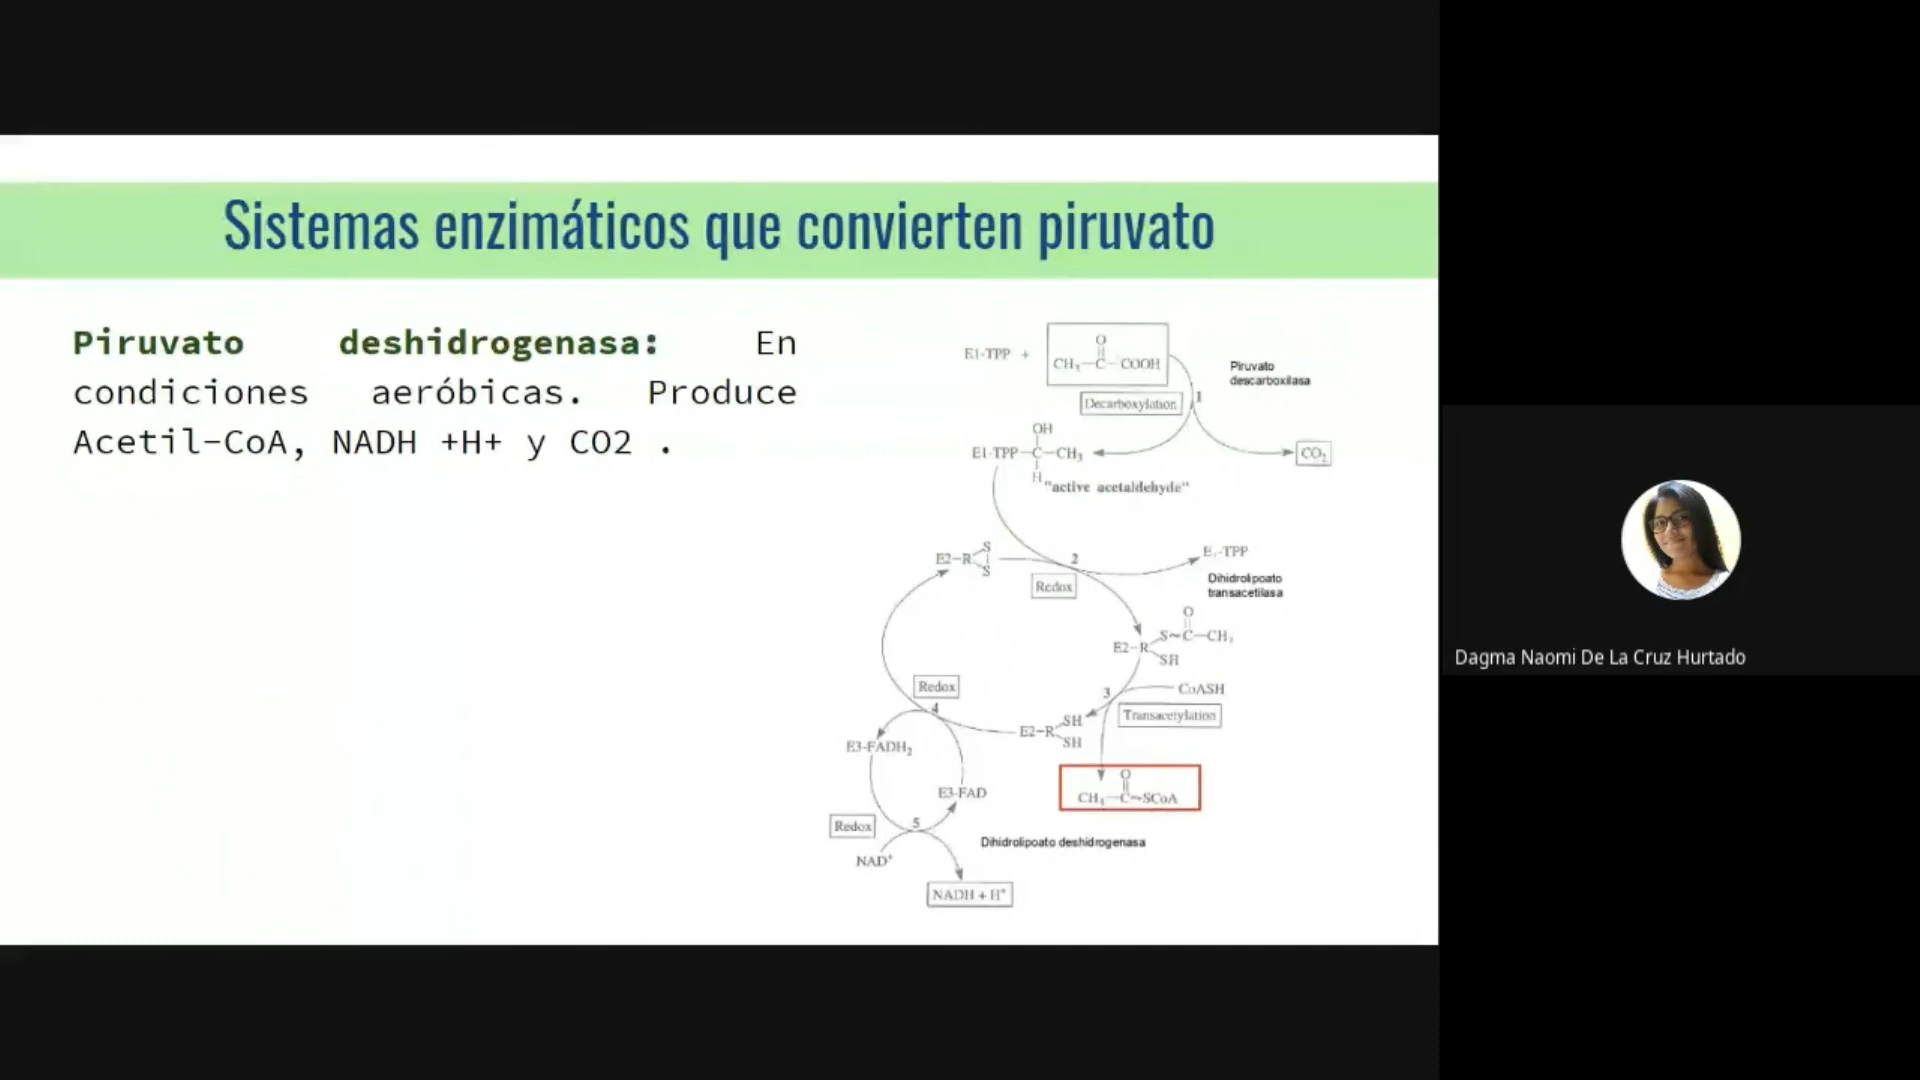 Sistemas enzimáticos que convierten piruvato
Piruvato deshidrogenasa: En
condiciones aeróbicas. Produce
Acetil-CoA, NADH +H+ y CO2 .
E1-TPP +
O
CH₃—C—COOH
Piruvato
descarboxilasa
Decarboxylation
1
OH
E1-TPP—C—CH₃
H
CO₂
"active acetaldehyde"
E2—R
S
S
2
E₁-TPP
Redox
Dihidrolipoato
transacetilasa
O
S~C—CH₃
E2—R
SH
3
CoASH
Redox
4
Transacetylation
E2—R
SH
SH
E3-FADH₂
O
CH₃—C~SCoA
E3-FAD
Redox
5
Dihidrolipoato deshidrogenasa
NAD⁺
NADH + H⁺
Dagma Naomi De La Cruz Hurtado